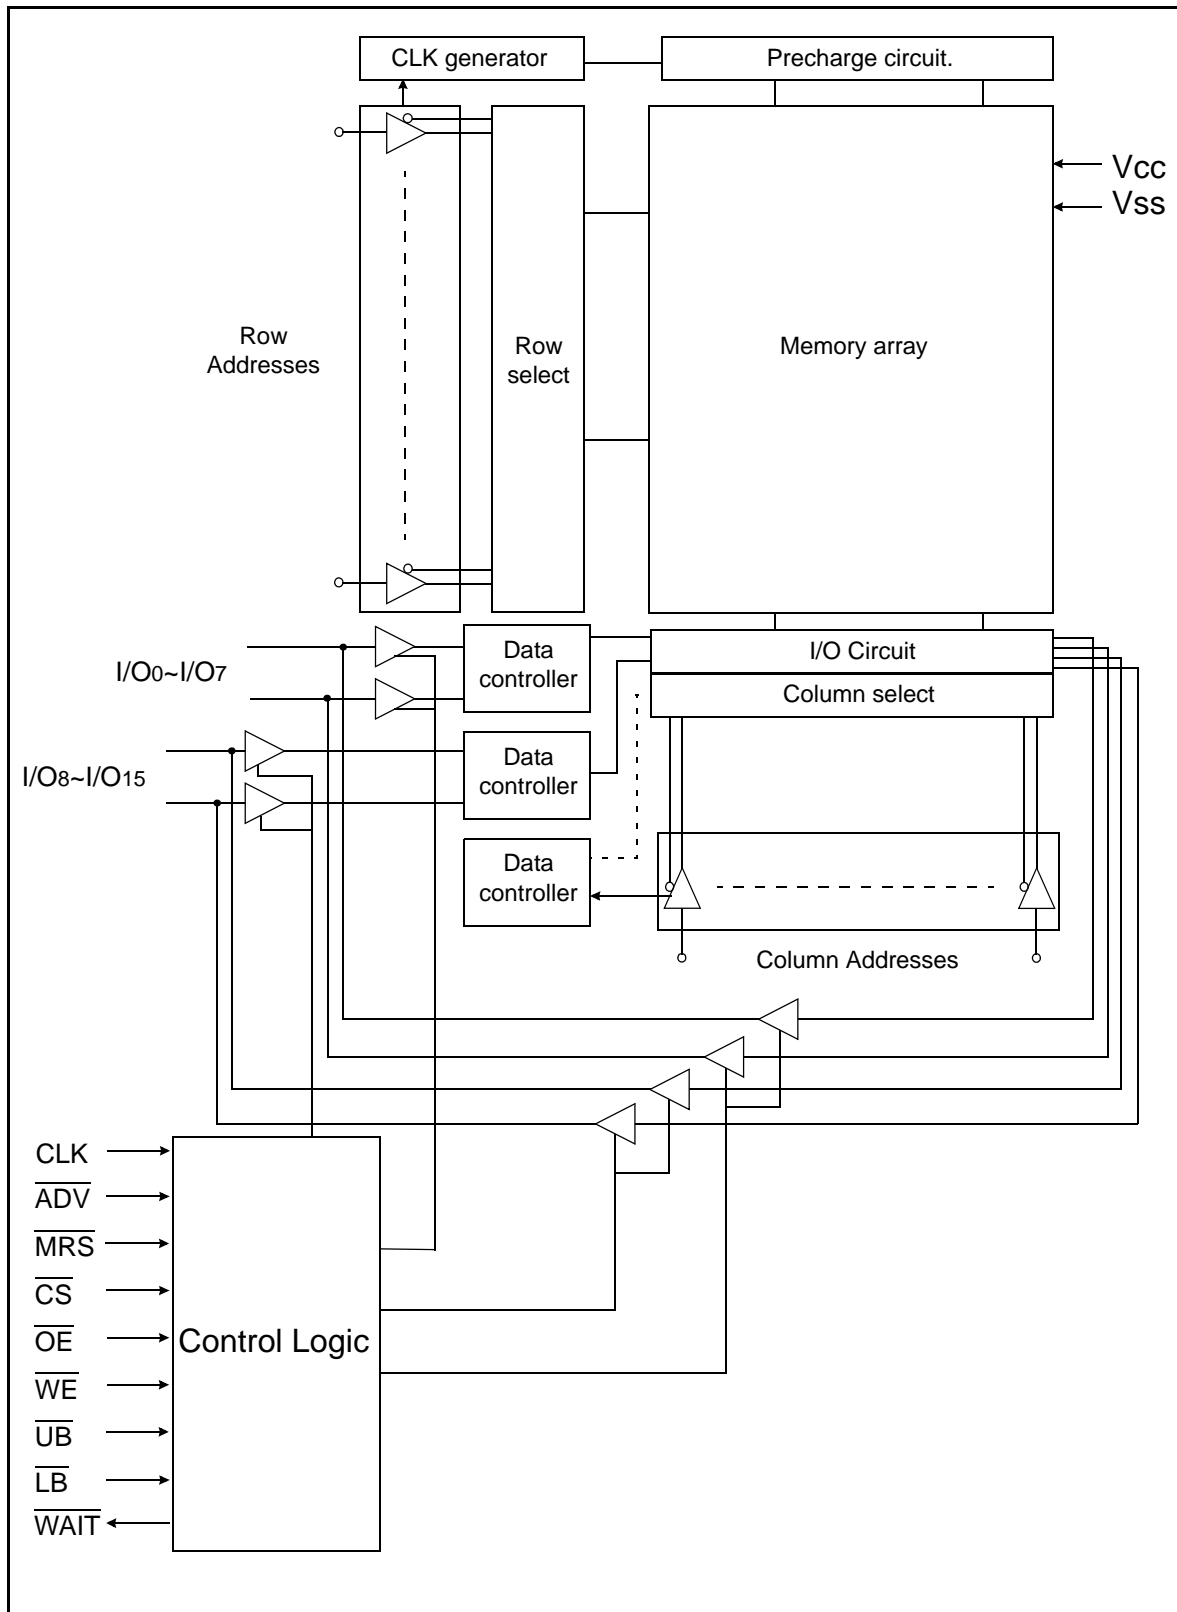 CLK generator
Precharge circuit.
Vcc
Vss
Row
Addresses
Row
select
Memory array
I/O0~I/O7
Data
controller
I/O Circuit
Column select
I/O8~I/O15
Data
controller
Data
controller
Column Addresses
CLK
ADV
MRS
CS
OE
Control Logic
WE
UB
LB
WAIT